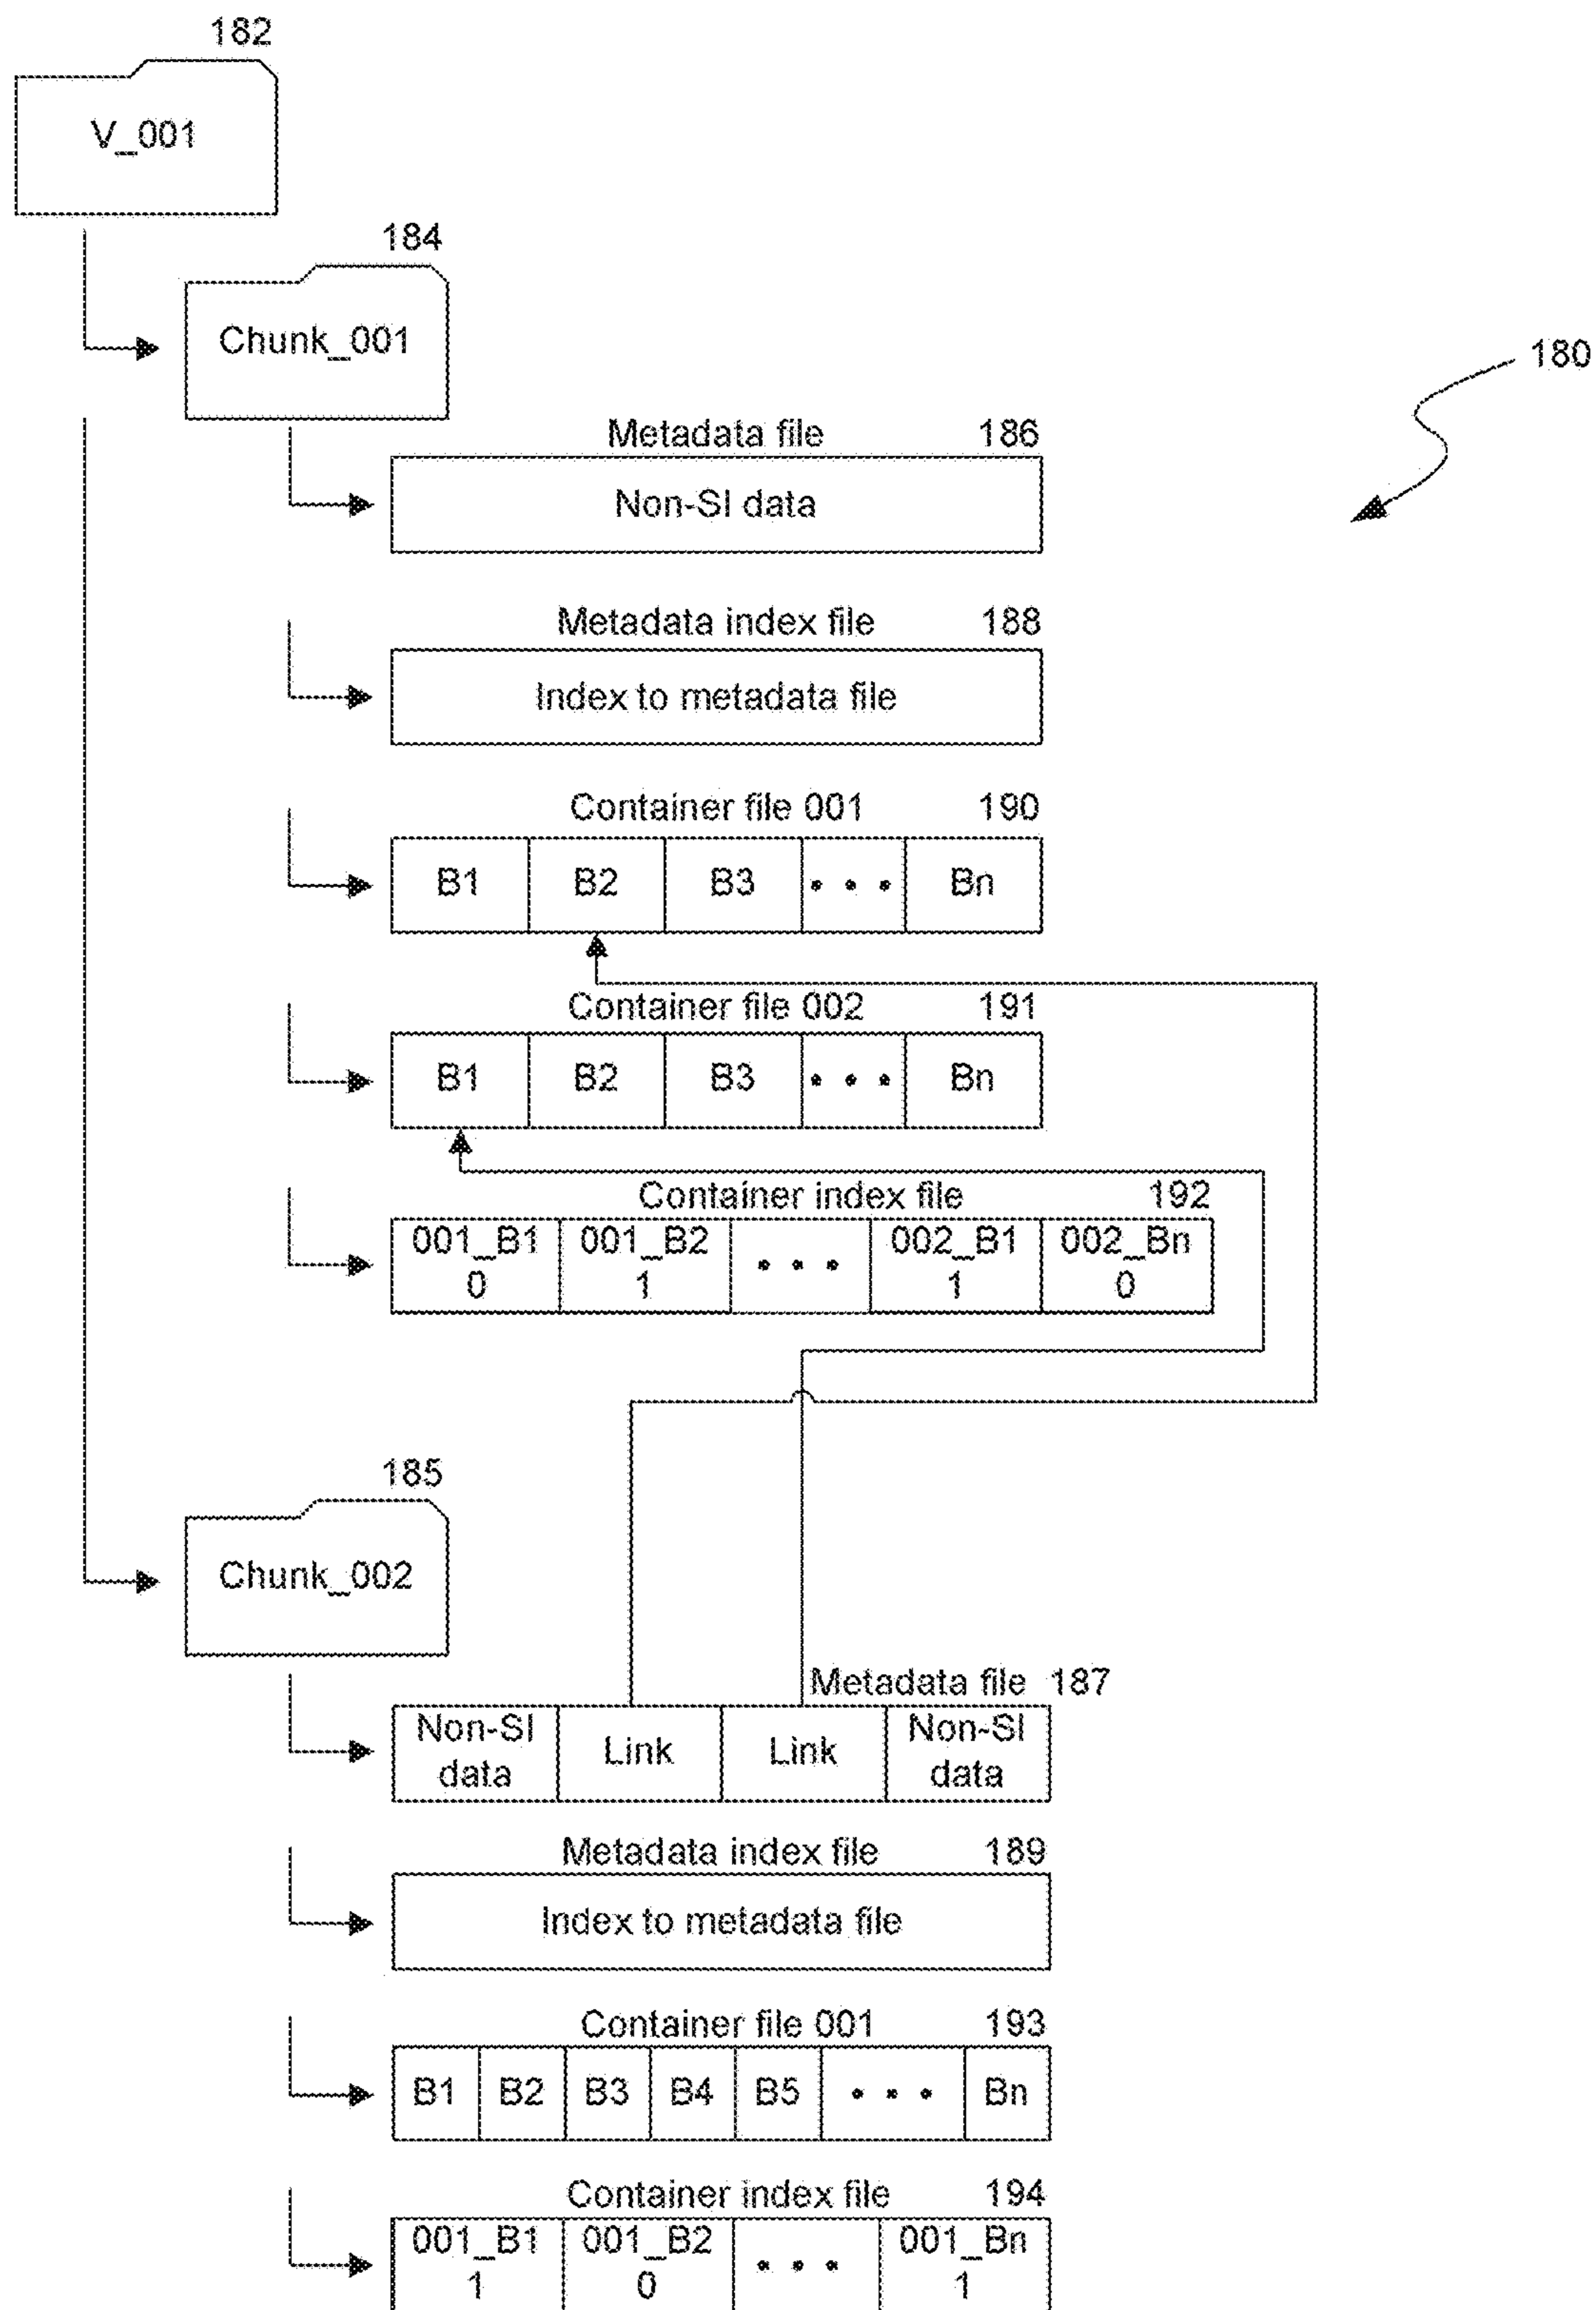 182
V_001
184
Chunk_001
180
Metadata file 186
Non-SI data
Metadata index file 188
Index to metadata file
Container file 001 190
B1 B2 B3 • • • Bn
Container file 002 191
B1 B2 B3 • • • Bn
Container index file 192
001_B1 001_B2 • • • 002_B1 002_Bn
0 1 1 0
185
Chunk_002
Metadata file 187
Non-SI data Link Link Non-SI data
Metadata index file 189
Index to metadata file
Container file 001 193
B1 B2 B3 B4 B5 • • • Bn
Container index file 194
001_B1 001_B2 • • • 001_Bn
1 0 1